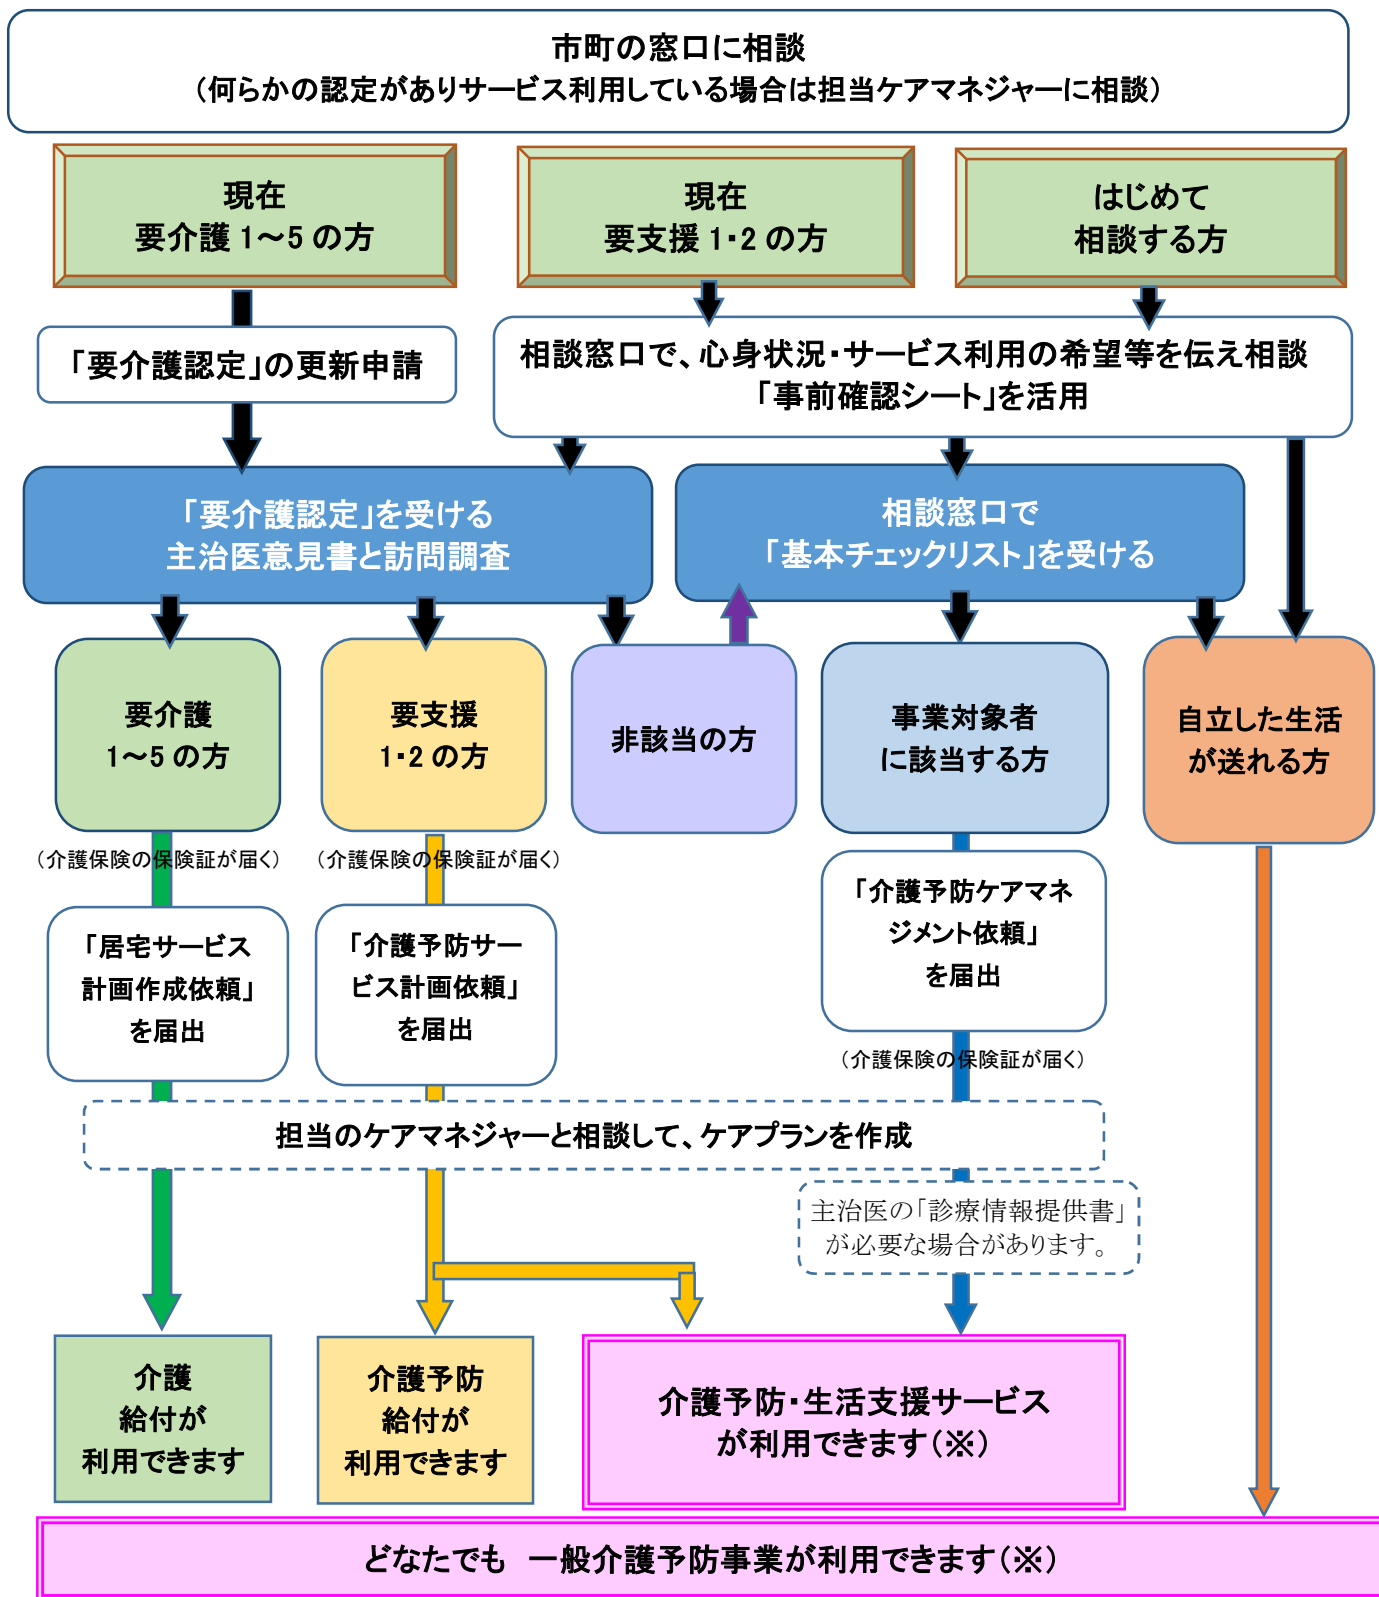 市町の窓口に相談
（何らかの認定がありサービス利用している場合は担当ケアマネジャーに相談）
現在
要介護1～5の方
現在
要支援1・2の方
はじめて
相談する方
「要介護認定」の更新申請
相談窓口で、心身状況・サービス利用の希望等を伝え相談
「事前確認シート」を活用
「要介護認定」を受ける
主治医意見書と訪問調査
相談窓口で
「基本チェックリスト」を受ける
要介護
1～5の方
要支援
1・2の方
非該当の方
事業対象者
に該当する方
自立した生活
が送れる方
（介護保険の保険証が届く）
（介護保険の保険証が届く）
「居宅サービス
計画作成依頼」
を届出
「介護予防サー
ビス計画依頼」
を届出
「介護予防ケアマネ
ジメント依頼」
を届出
（介護保険の保険証が届く）
担当のケアマネジャーと相談して、ケアプランを作成
主治医の「診療情報提供書」
が必要な場合があります。
介護
給付が
利用できます
介護予防
給付が
利用できます
介護予防・生活支援サービス
が利用できます（※）
どなたでも　一般介護予防事業が利用できます（※）